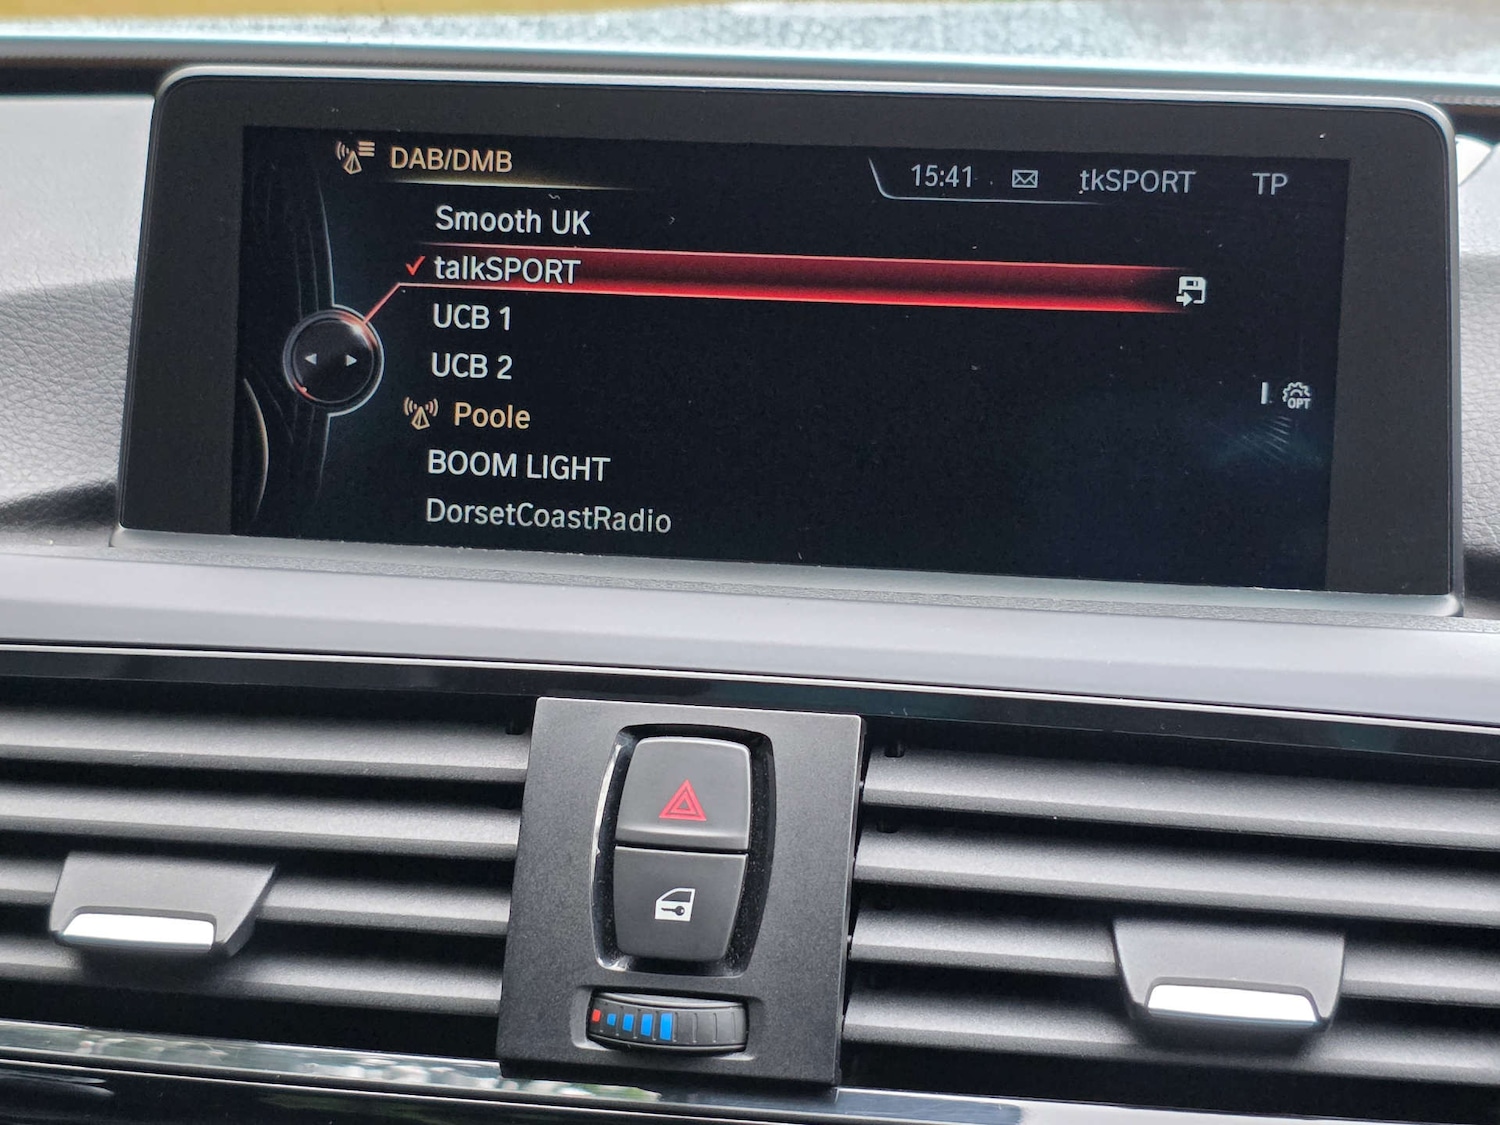 DAB/DMB
15:41 tkSPORT TP
Smooth UK
talkSPORT
UCB 1
UCB 2
OPT
Poole
BOOM LIGHT
DorsetCoastRadio